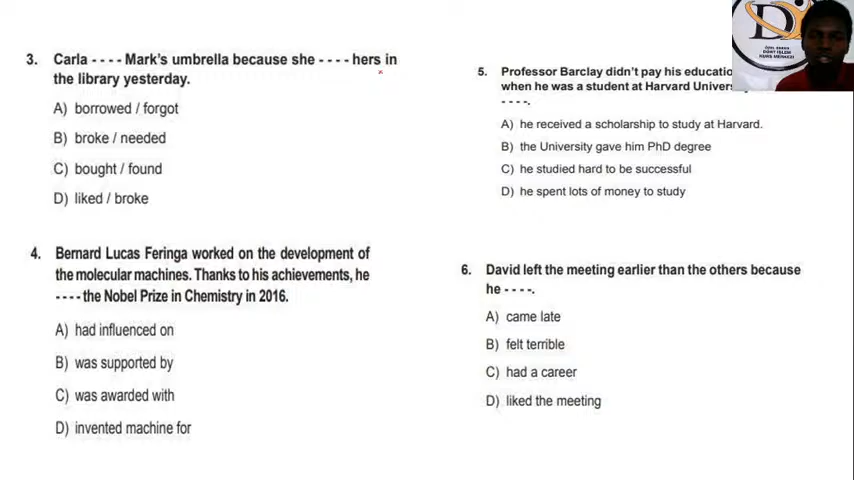 3. Carla - - - - Mark's umbrella because she - - - - hers in
the library yesterday.
A) borrowed / forgot
B) broke / needed
C) bought / found
D) liked / broke
4. Bernard Lucas Feringa worked on the development of
the molecular machines. Thanks to his achievements, he
- - - - the Nobel Prize in Chemistry in 2016.
A) had influenced on
B) was supported by
C) was awarded with
D) invented machine for
5. Professor Barclay didn't pay his
when he was a student at Harvard
- - - -.
A) he received a scholarship to study at Harvard.
B) the University gave him PhD degree
C) he studied hard to be successful
D) he spent lots of money to study
6. David left the meeting earlier than the others because
he - - - -.
A) came late
B) felt terrible
C) had a career
D) liked the meeting